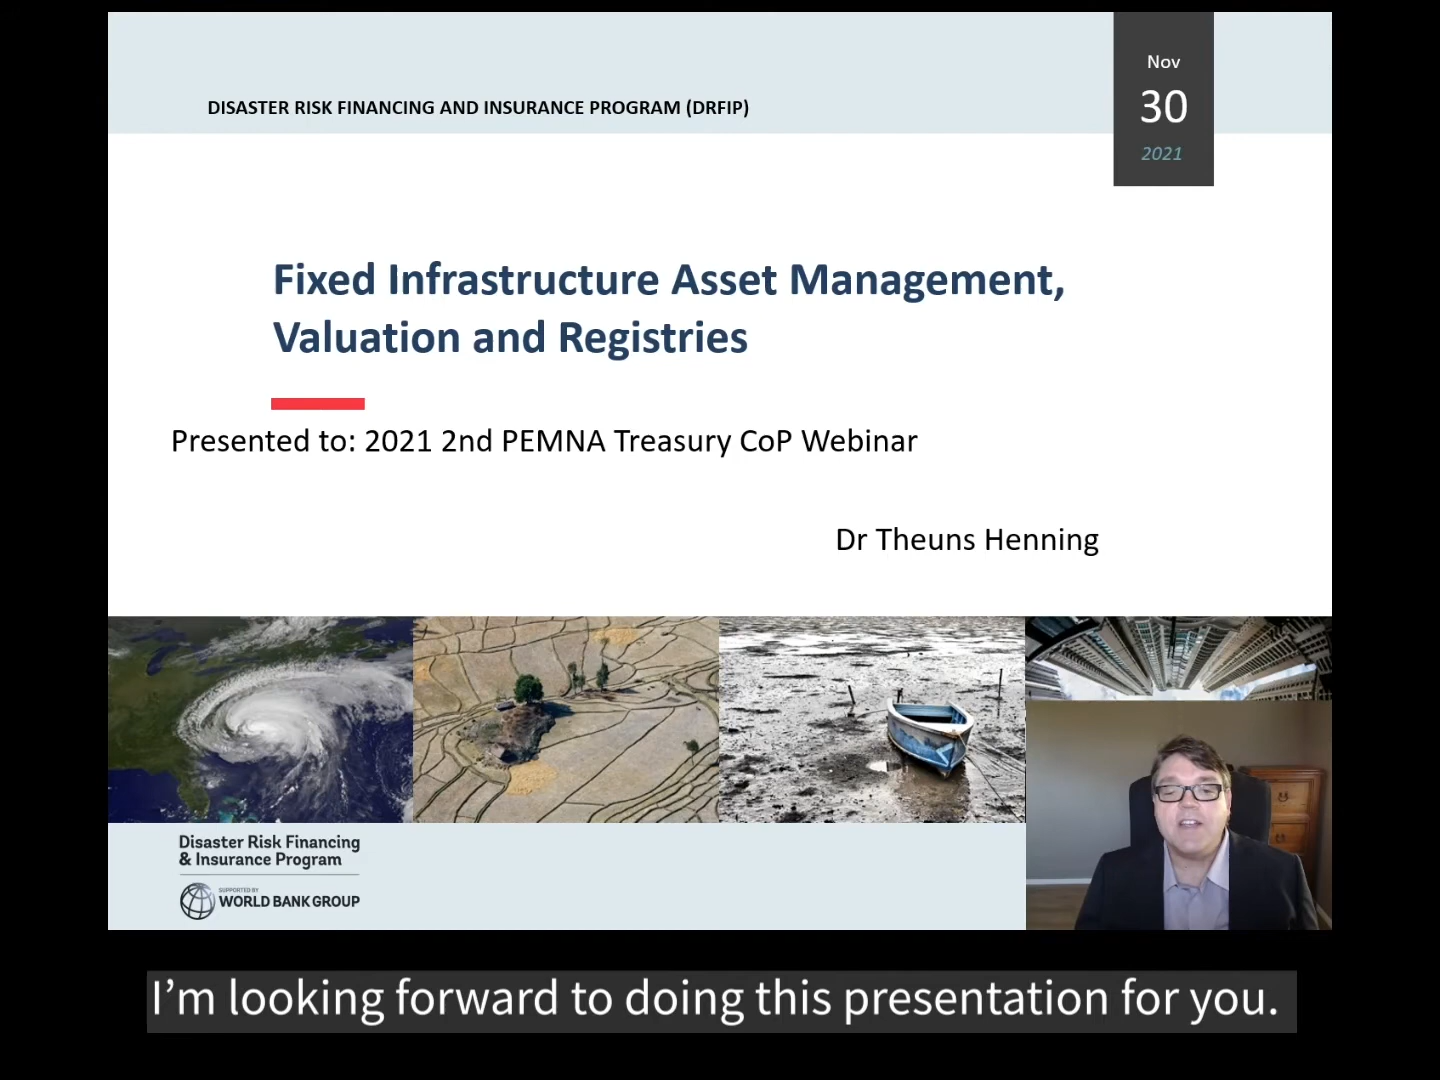 DISASTER RISK FINANCING AND INSURANCE PROGRAM (DRFIP)
Nov
30
2021
Fixed Infrastructure Asset Management,
Valuation and Registries
Presented to: 2021 2nd PEMNA Treasury CoP Webinar
Dr Theuns Henning
Disaster Risk Financing
& Insurance Program
SUPPORTED BY
WORLD BANK GROUP
I’m looking forward to doing this presentation for you.